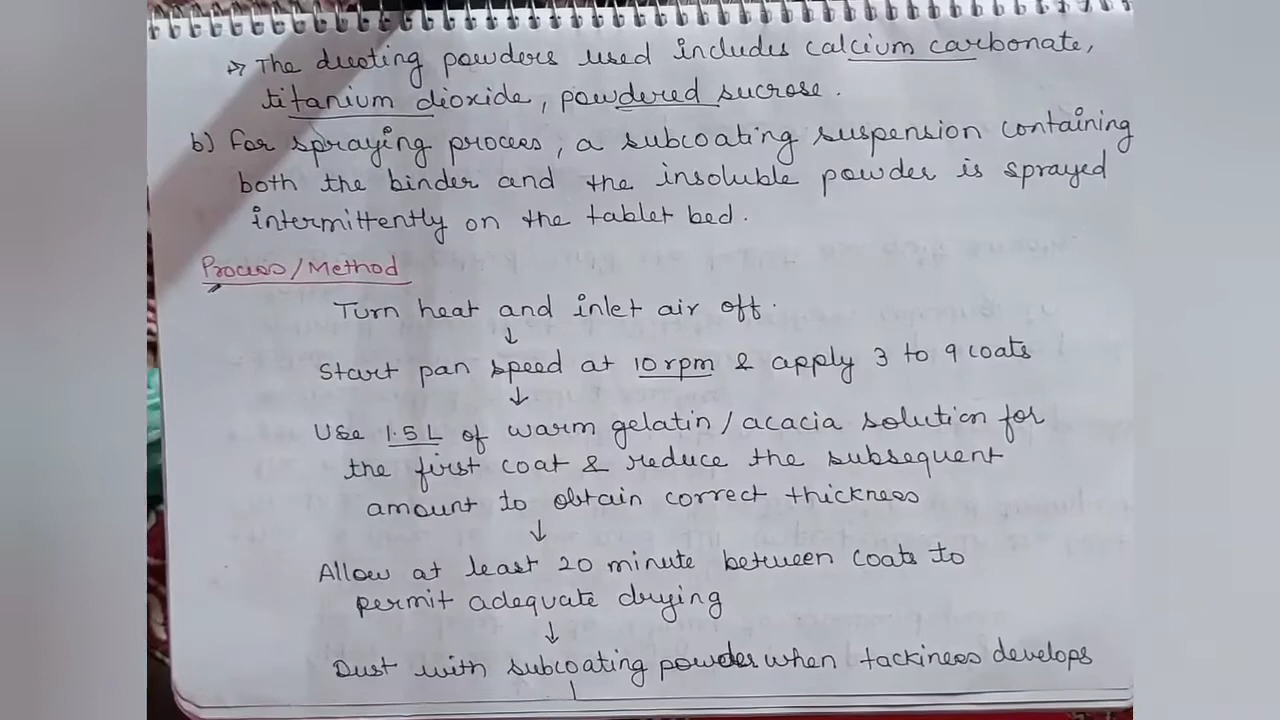 → The dusting powders used includes calcium carbonate,
titanium dioxide, powdered sucrose.
b) For spraying process, a subcoating suspension containing
both the binder and the insoluble powder is sprayed
intermittently on the tablet bed.
Process/Method
Turn heat and inlet air off.
↓
Start pan speed at 10 rpm & apply 3 to 9 coats
↓
Use 1.5 L of warm gelatin/acacia solution for
the first coat & reduce the subsequent
amount to obtain correct thickness
↓
Allow at least 20 minute between coats to
permit adequate drying
↓
Dust with subcoating powder when tackiness develops